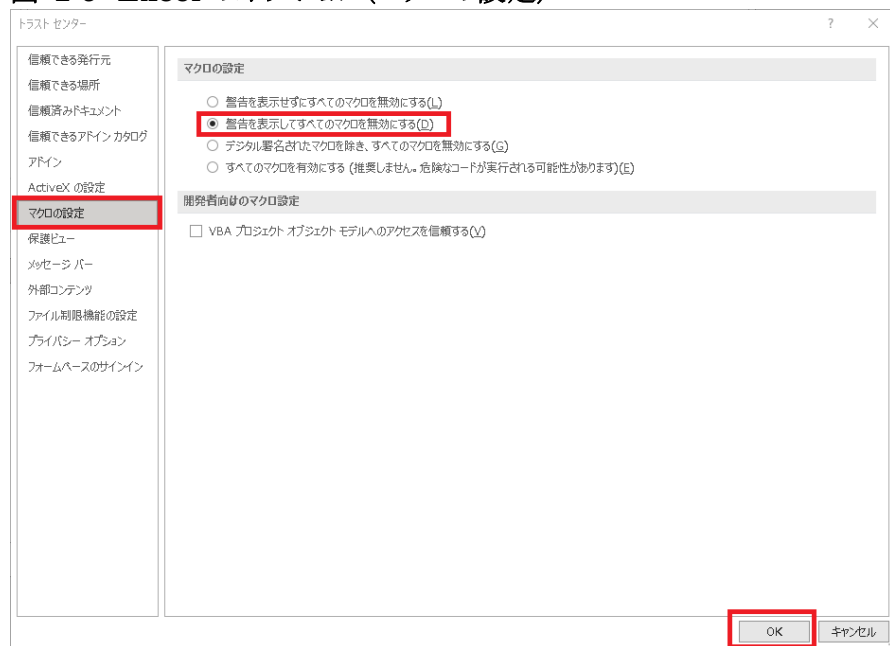 トラスト センター
? ×
信頼できる発行元
信頼できる場所
信頼済みドキュメント
信頼できるアドイン カタログ
アドイン
ActiveX の設定
マクロの設定
保護ビュー
メッセージ バー
外部コンテンツ
ファイル制限機能の設定
プライバシー オプション
フォームベースのサインイン
マクロの設定
警告を表示せずにすべてのマクロを無効にする(L)
警告を表示してすべてのマクロを無効にする(D)
デジタル署名されたマクロを除き、すべてのマクロを無効にする(G)
すべてのマクロを有効にする (推奨しません。危険なコードが実行される可能性があります)(E)
開発者向けのマクロ設定
VBA プロジェクト オブジェクト モデルへのアクセスを信頼する(V)
OK キャンセル